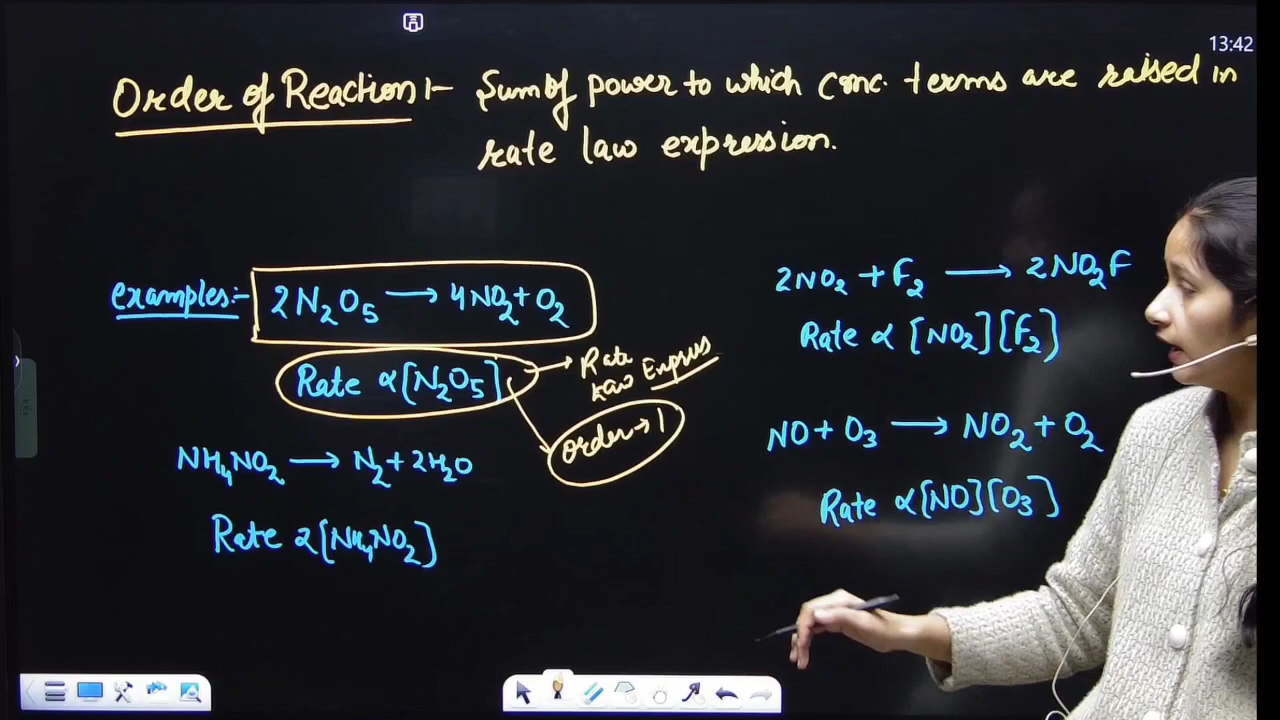 13:42
Order of Reaction :- Sum of power to which conc. terms are raised in
rate law expression.
examples:- 2N₂O₅ → 4NO₂ + O₂
Rate ∝ [N₂O₅] → Rate
Law Express
order → 1
NH₄NO₂ → N₂ + 2H₂O
Rate ∝ [NH₄NO₂]
2NO₂ + F₂ → 2NO₂F
Rate ∝ [NO₂][F₂]
NO + O₃ → NO₂ + O₂
Rate ∝ [NO][O₃]